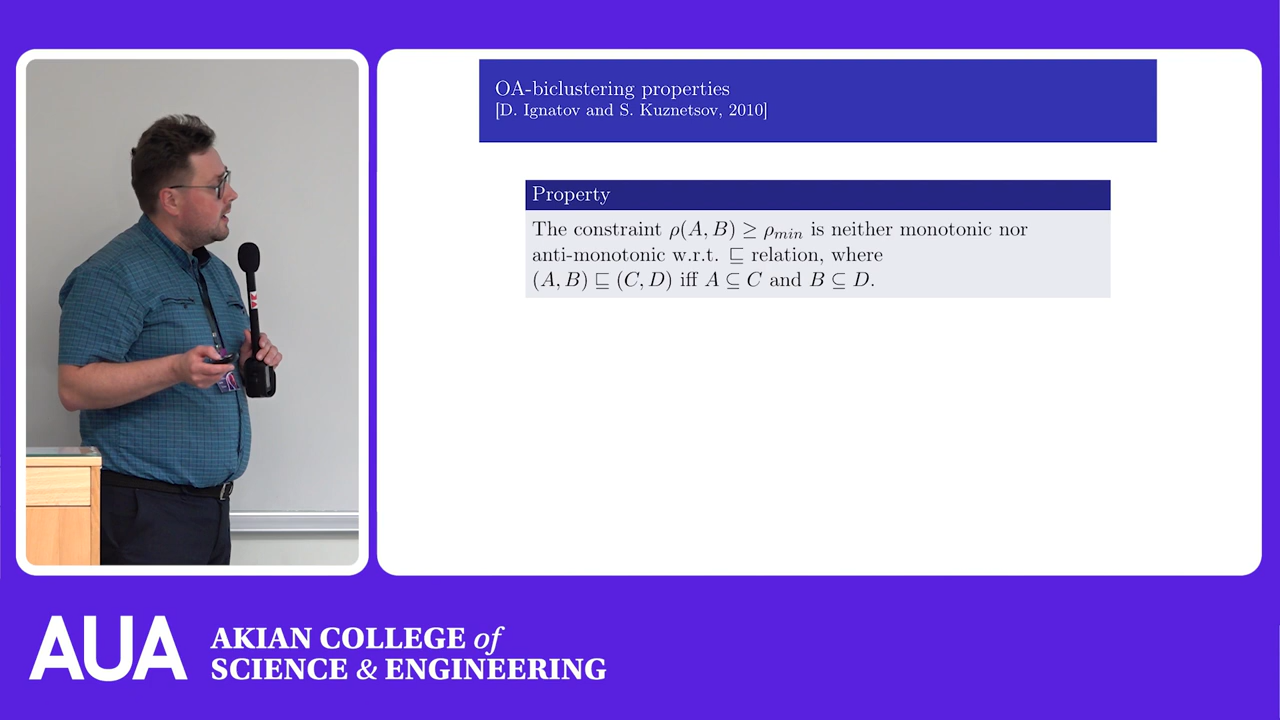 OA-biclustering properties
[D. Ignatov and S. Kuznetsov, 2010]
Property
The constraint ρ(A, B) ≥ ρ_min is neither monotonic nor
anti-monotonic w.r.t. ⊑ relation, where
(A, B) ⊑ (C, D) iff A ⊆ C and B ⊆ D.
AUA
AKIAN COLLEGE of
SCIENCE & ENGINEERING